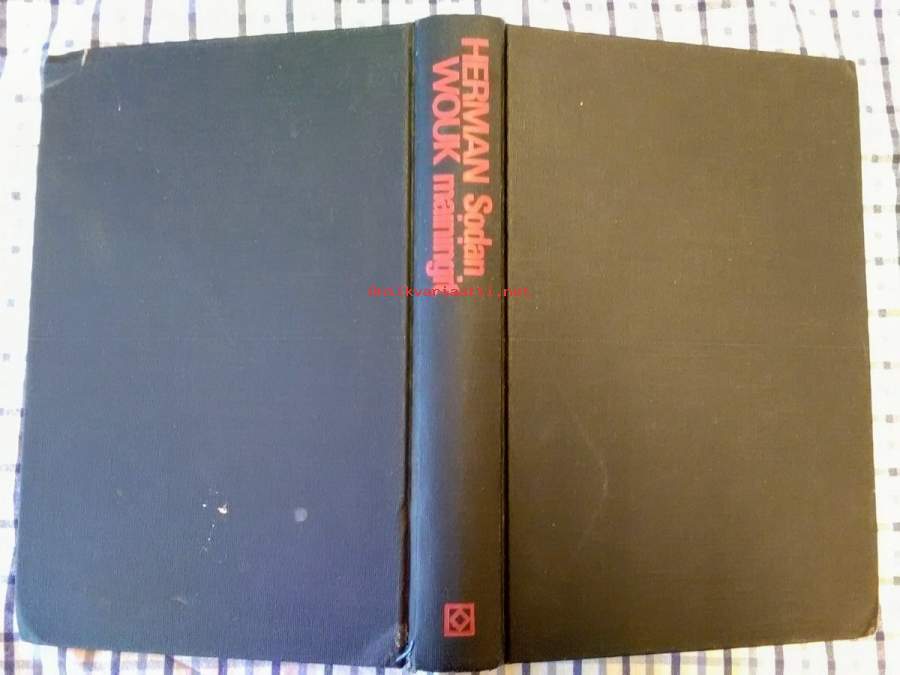 HERMAN Sodan
WOUK mainingit
antikvariaatti.net